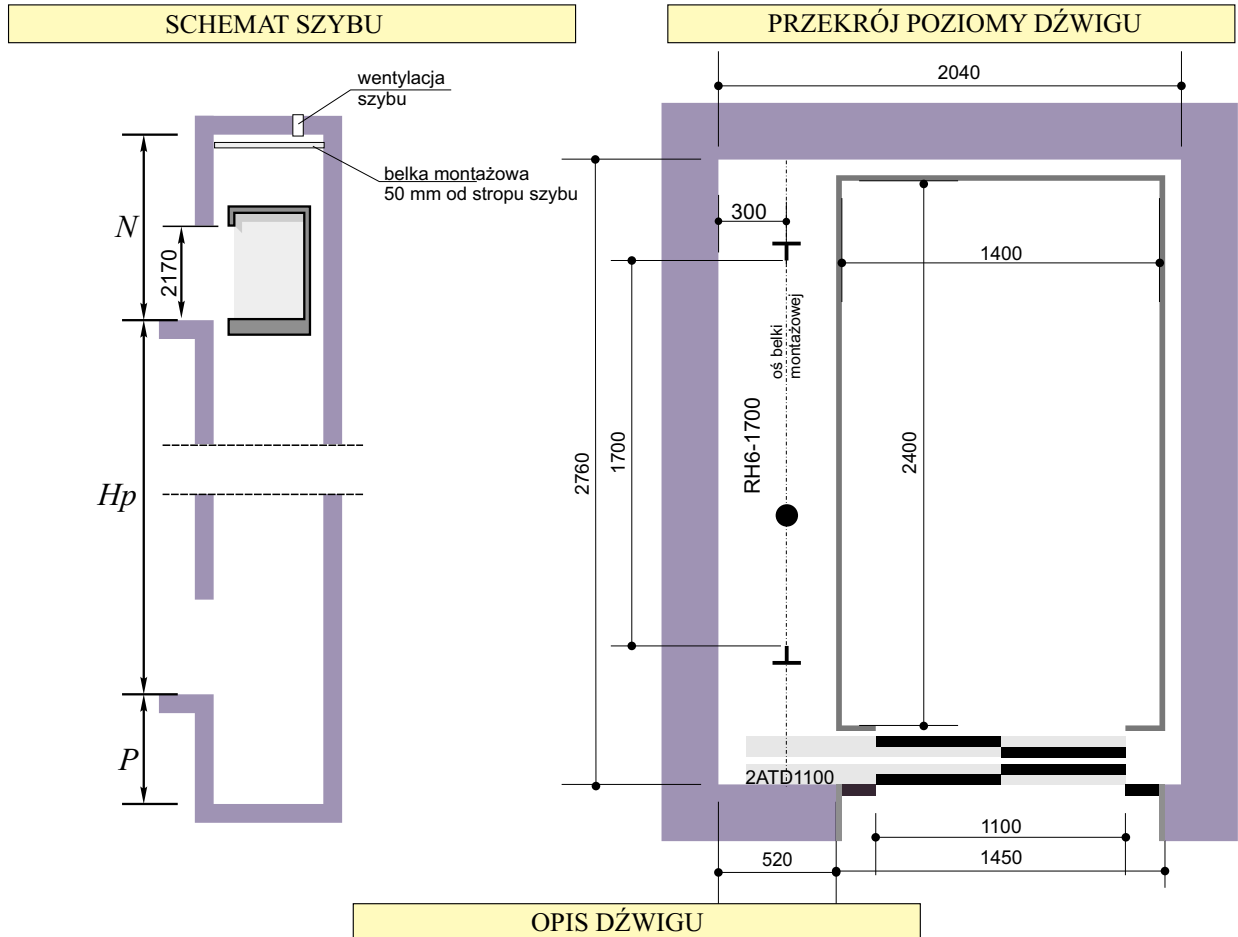 SCHEMAT SZYBU
PRZEKRÓJ POZIOMY DŹWIGU
wentylacja
szybu
belka montażowa
50 mm od stropu szybu
N
2170
Hp
P
2040
300
1400
oś belki
montażowej
RH6-1700
1700
2760
2400
2ATD1100
1100
520
1450
OPIS DŹWIGU